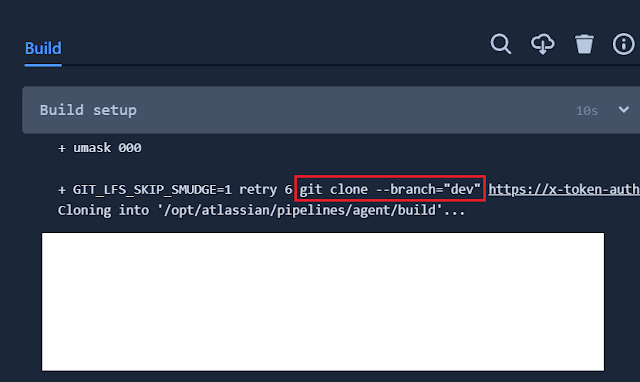 Build
Build setup 10s
+ umask 000
+ GIT_LFS_SKIP_SMUDGE=1 retry 6 git clone --branch="dev" https://x-token-auth
Cloning into '/opt/atlassian/pipelines/agent/build'...